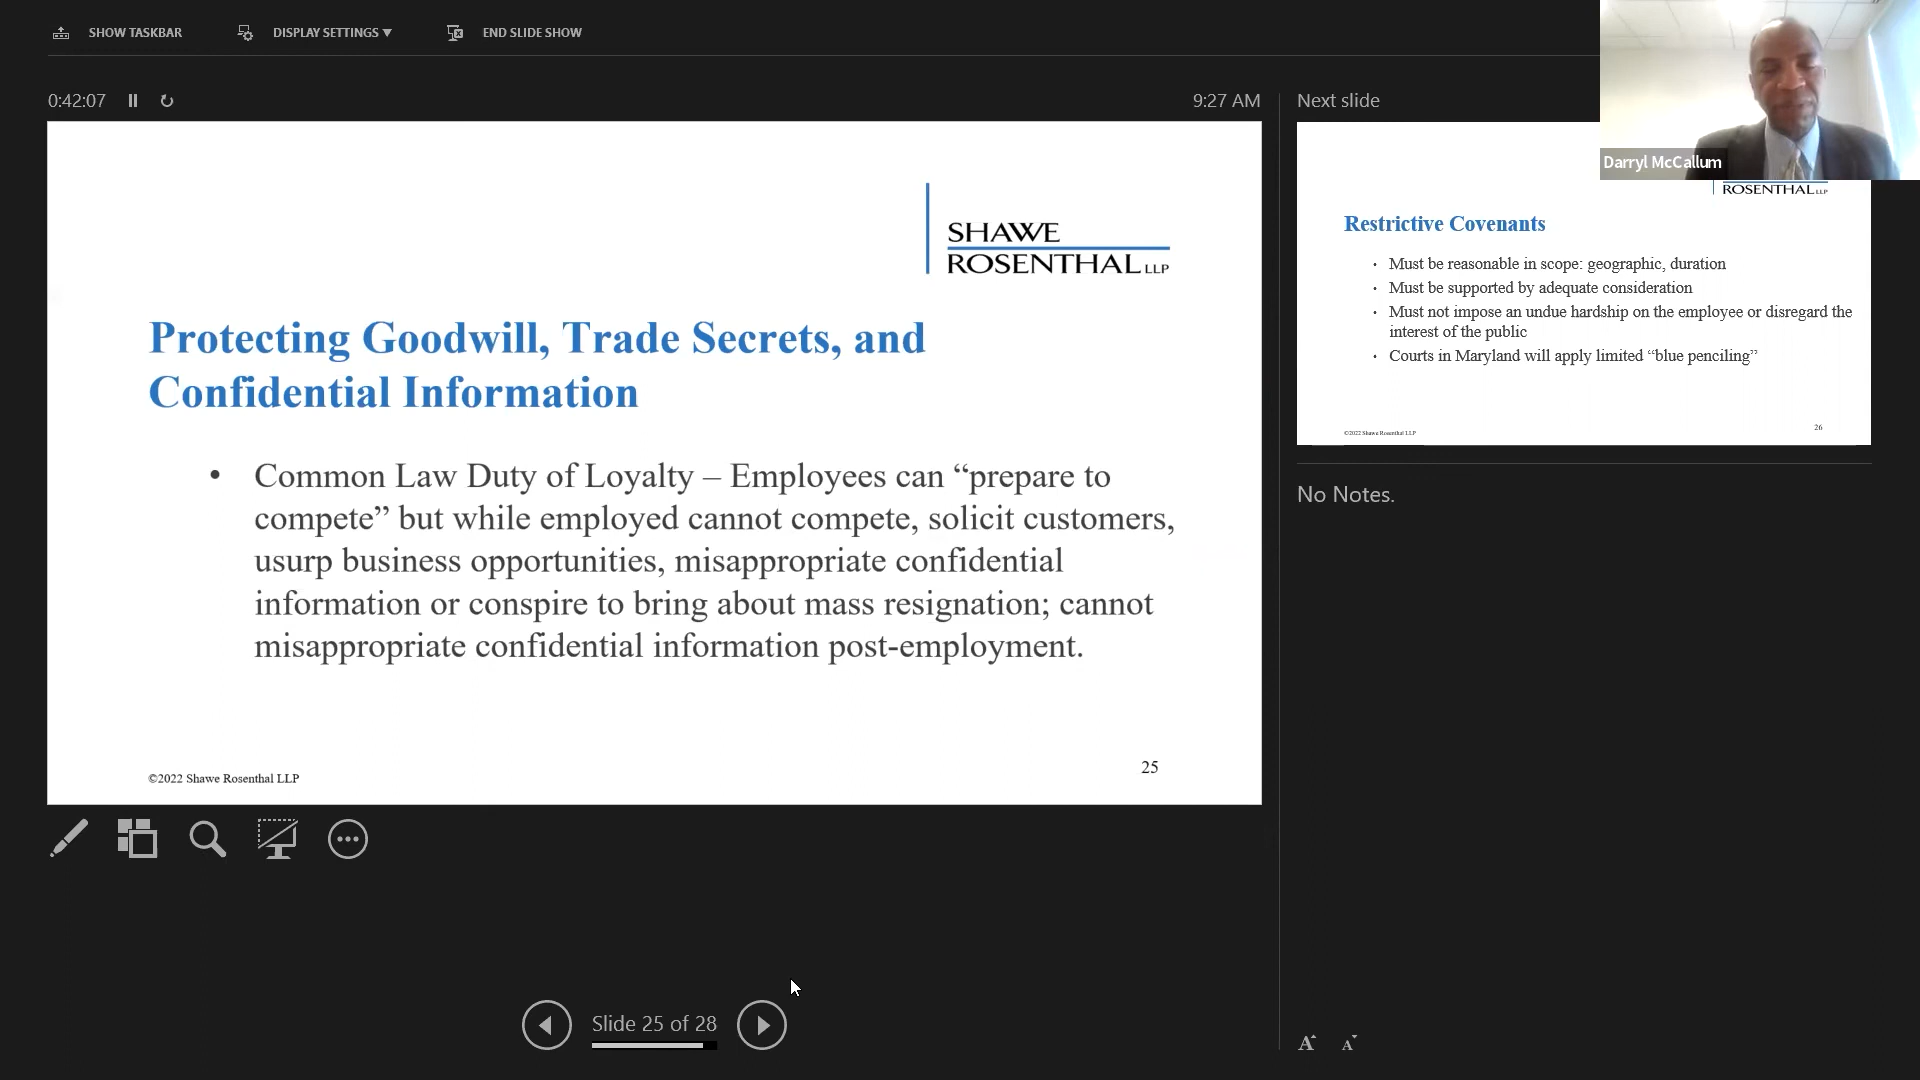 SHOW TASKBAR
DISPLAY SETTINGS ▼
END SLIDE SHOW
0:42:07
9:27 AM
Next slide
Darryl McCallum
SHAWE
ROSENTHAL LLP
Protecting Goodwill, Trade Secrets, and
Confidential Information
• Common Law Duty of Loyalty – Employees can “prepare to
compete” but while employed cannot compete, solicit customers,
usurp business opportunities, misappropriate confidential
information or conspire to bring about mass resignation; cannot
misappropriate confidential information post-employment.
©2022 Shawe Rosenthal LLP
25
ROSENTHAL LLP
Restrictive Covenants
• Must be reasonable in scope: geographic, duration
• Must be supported by adequate consideration
• Must not impose an undue hardship on the employee or disregard the
interest of the public
• Courts in Maryland will apply limited “blue penciling”
©2022 Shawe Rosenthal LLP
26
No Notes.
Slide 25 of 28
A
A